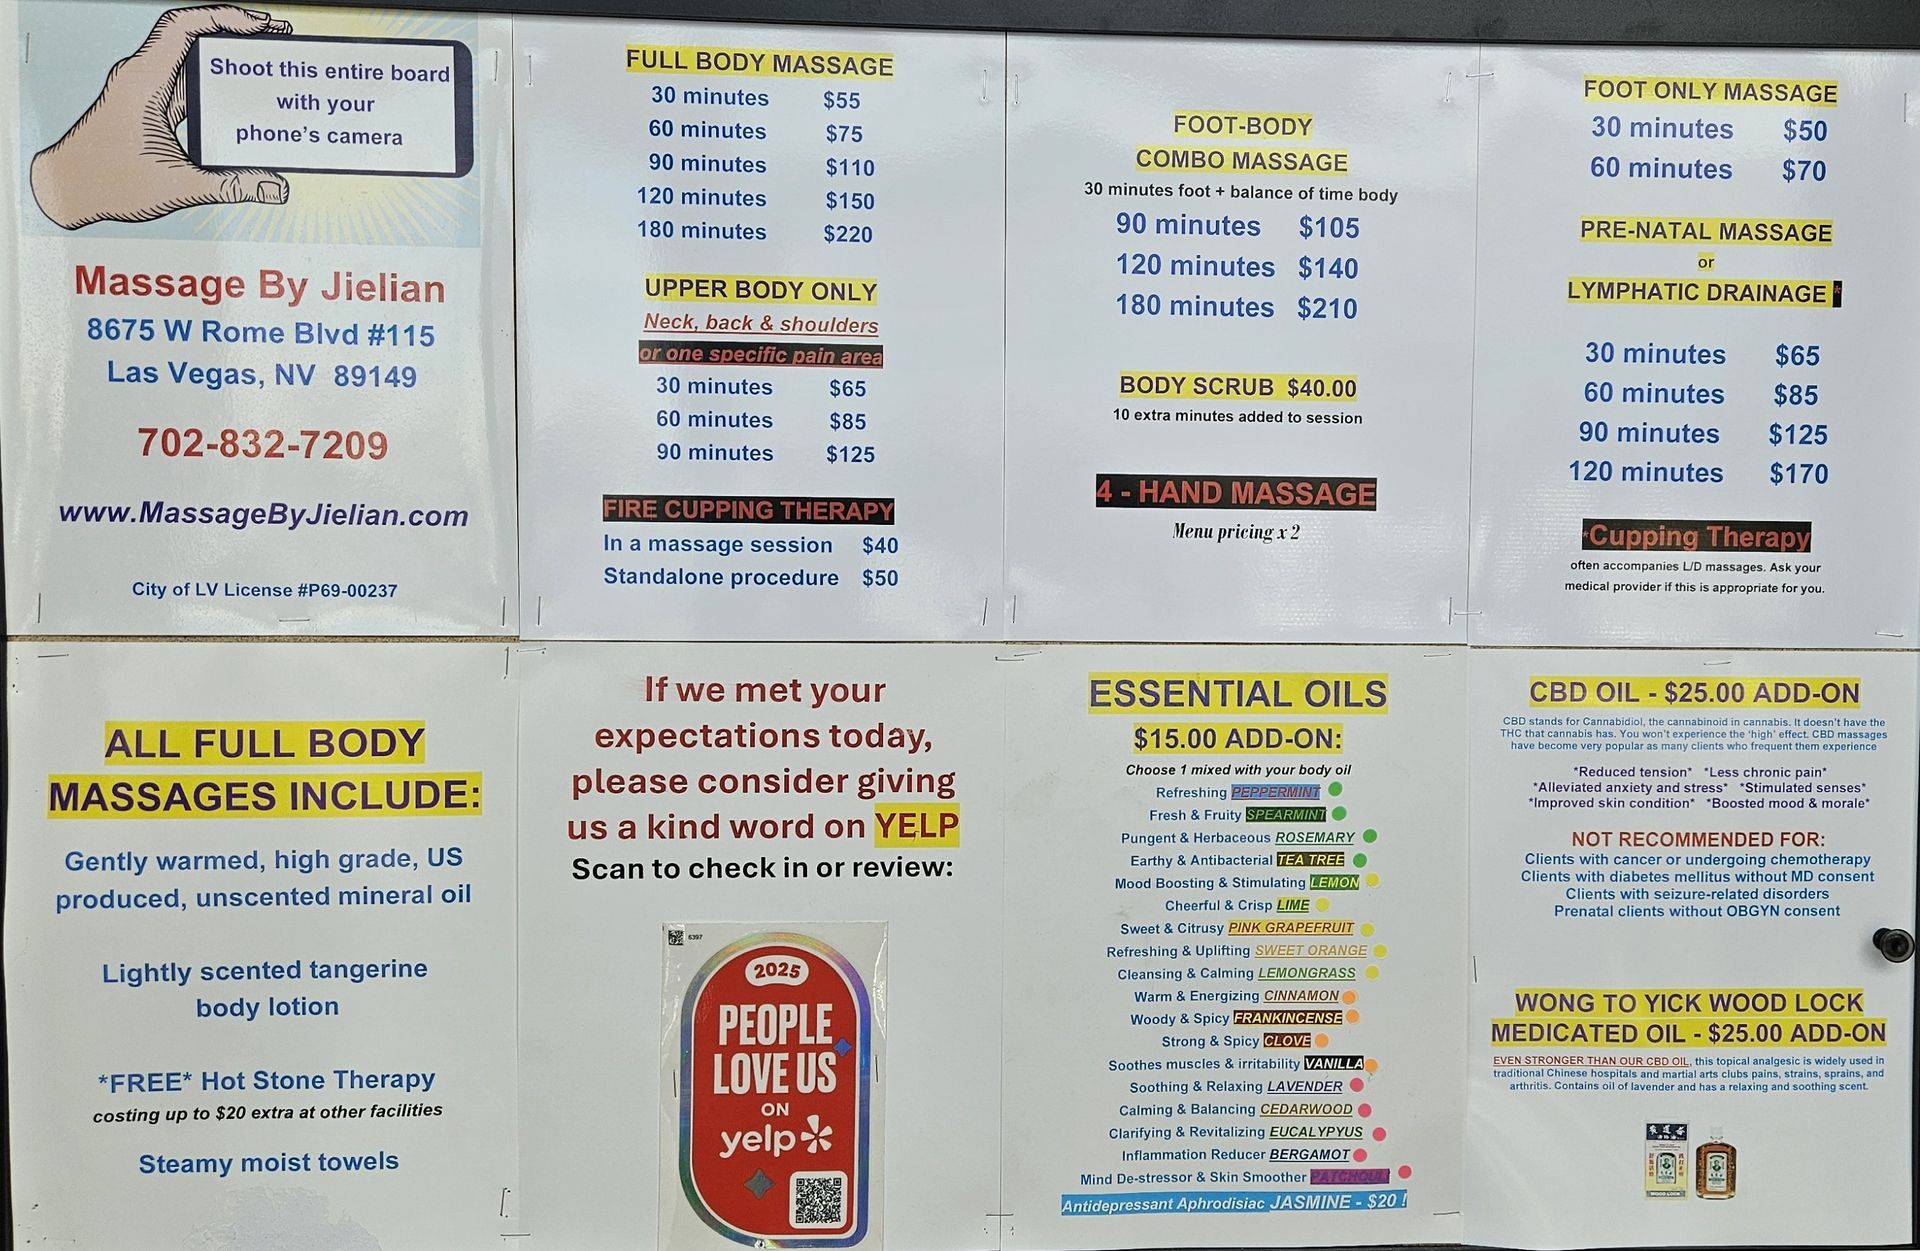 Shoot this entire board
with your
phone's camera
Massage By Jielian
8675 W Rome Blvd #115
Las Vegas, NV 89149
702-832-7209
www.MassageByJielian.com
City of LV License #P69-00237
FULL BODY MASSAGE
30 minutes $55
60 minutes $75
90 minutes $110
120 minutes $150
180 minutes $220
UPPER BODY ONLY
Neck, back & shoulders
or one specific pain area
30 minutes $65
60 minutes $85
90 minutes $125
FIRE CUPPING THERAPY
In a massage session $40
Standalone procedure $50
FOOT-BODY
COMBO MASSAGE
30 minutes foot + balance of time body
90 minutes $105
120 minutes $140
180 minutes $210
BODY SCRUB $40.00
10 extra minutes added to session
4 - HAND MASSAGE
Menu pricing x 2
FOOT ONLY MASSAGE
30 minutes $50
60 minutes $70
PRE-NATAL MASSAGE
or
LYMPHATIC DRAINAGE *
30 minutes $65
60 minutes $85
90 minutes $125
120 minutes $170
*Cupping Therapy
often accompanies L/D massages. Ask your
medical provider if this is appropriate for you.
ALL FULL BODY
MASSAGES INCLUDE:
Gently warmed, high grade, US
produced, unscented mineral oil
Lightly scented tangerine
body lotion
*FREE* Hot Stone Therapy
costing up to $20 extra at other facilities
Steamy moist towels
If we met your
expectations today,
please consider giving
us a kind word on YELP
Scan to check in or review:
6397
2025
PEOPLE
LOVE US
ON
yelp
ESSENTIAL OILS
$15.00 ADD-ON:
Choose 1 mixed with your body oil
Refreshing PEPPERMINT
Fresh & Fruity SPEARMINT
Pungent & Herbaceous ROSEMARY
Earthy & Antibacterial TEA TREE
Mood Boosting & Stimulating LEMON
Cheerful & Crisp LIME
Sweet & Citrusy PINK GRAPEFRUIT
Refreshing & Uplifting SWEET ORANGE
Cleansing & Calming LEMONGRASS
Warm & Energizing CINNAMON
Woody & Spicy FRANKINCENSE
Strong & Spicy CLOVE
Soothes muscles & irritability VANILLA
Soothing & Relaxing LAVENDER
Calming & Balancing CEDARWOOD
Clarifying & Revitalizing EUCALYPYUS
Inflammation Reducer BERGAMOT
Mind De-stressor & Skin Smoother PATCHOULI
Antidepressant Aphrodisiac JASMINE - $20 !
CBD OIL - $25.00 ADD-ON
CBD stands for Cannabidiol, the cannabinoid in cannabis. It doesn't have the
THC that cannabis has. You won't experience the 'high' effect. CBD massages
have become very popular as many clients who frequent them experience
*Reduced tension* *Less chronic pain*
*Alleviated anxiety and stress* *Stimulated senses*
*Improved skin condition* *Boosted mood & morale*
NOT RECOMMENDED FOR:
Clients with cancer or undergoing chemotherapy
Clients with diabetes mellitus without MD consent
Clients with seizure-related disorders
Prenatal clients without OBGYN consent
WONG TO YICK WOOD LOCK
MEDICATED OIL - $25.00 ADD-ON
EVEN STRONGER THAN OUR CBD OIL, this topical analgesic is widely used in
traditional Chinese hospitals and martial arts clubs pains, strains, sprains, and
arthritis. Contains oil of lavender and has a relaxing and soothing scent.
WOOD LOCK